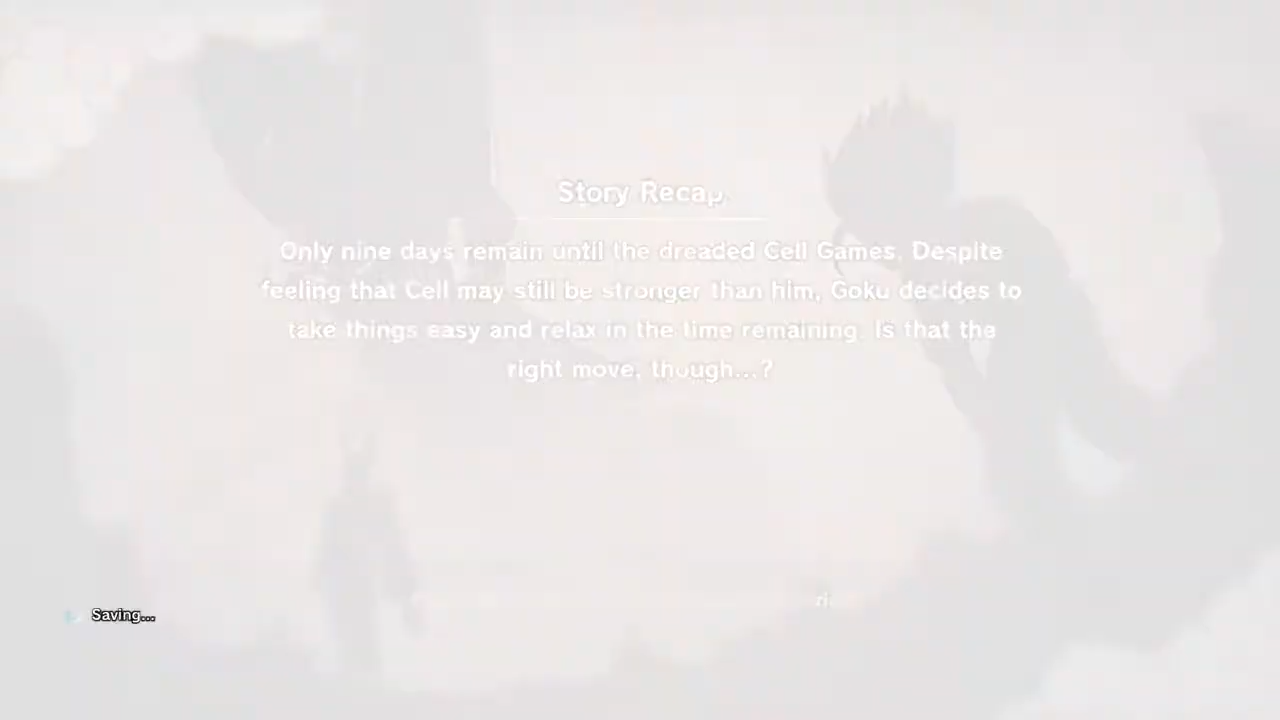 Story Recap
Only nine days remain until the dreaded Cell Games. Despite
feeling that Cell may still be stronger than him, Goku decides to
take things easy and relax in the time remaining. Is that the
right move, though...?
Saving...